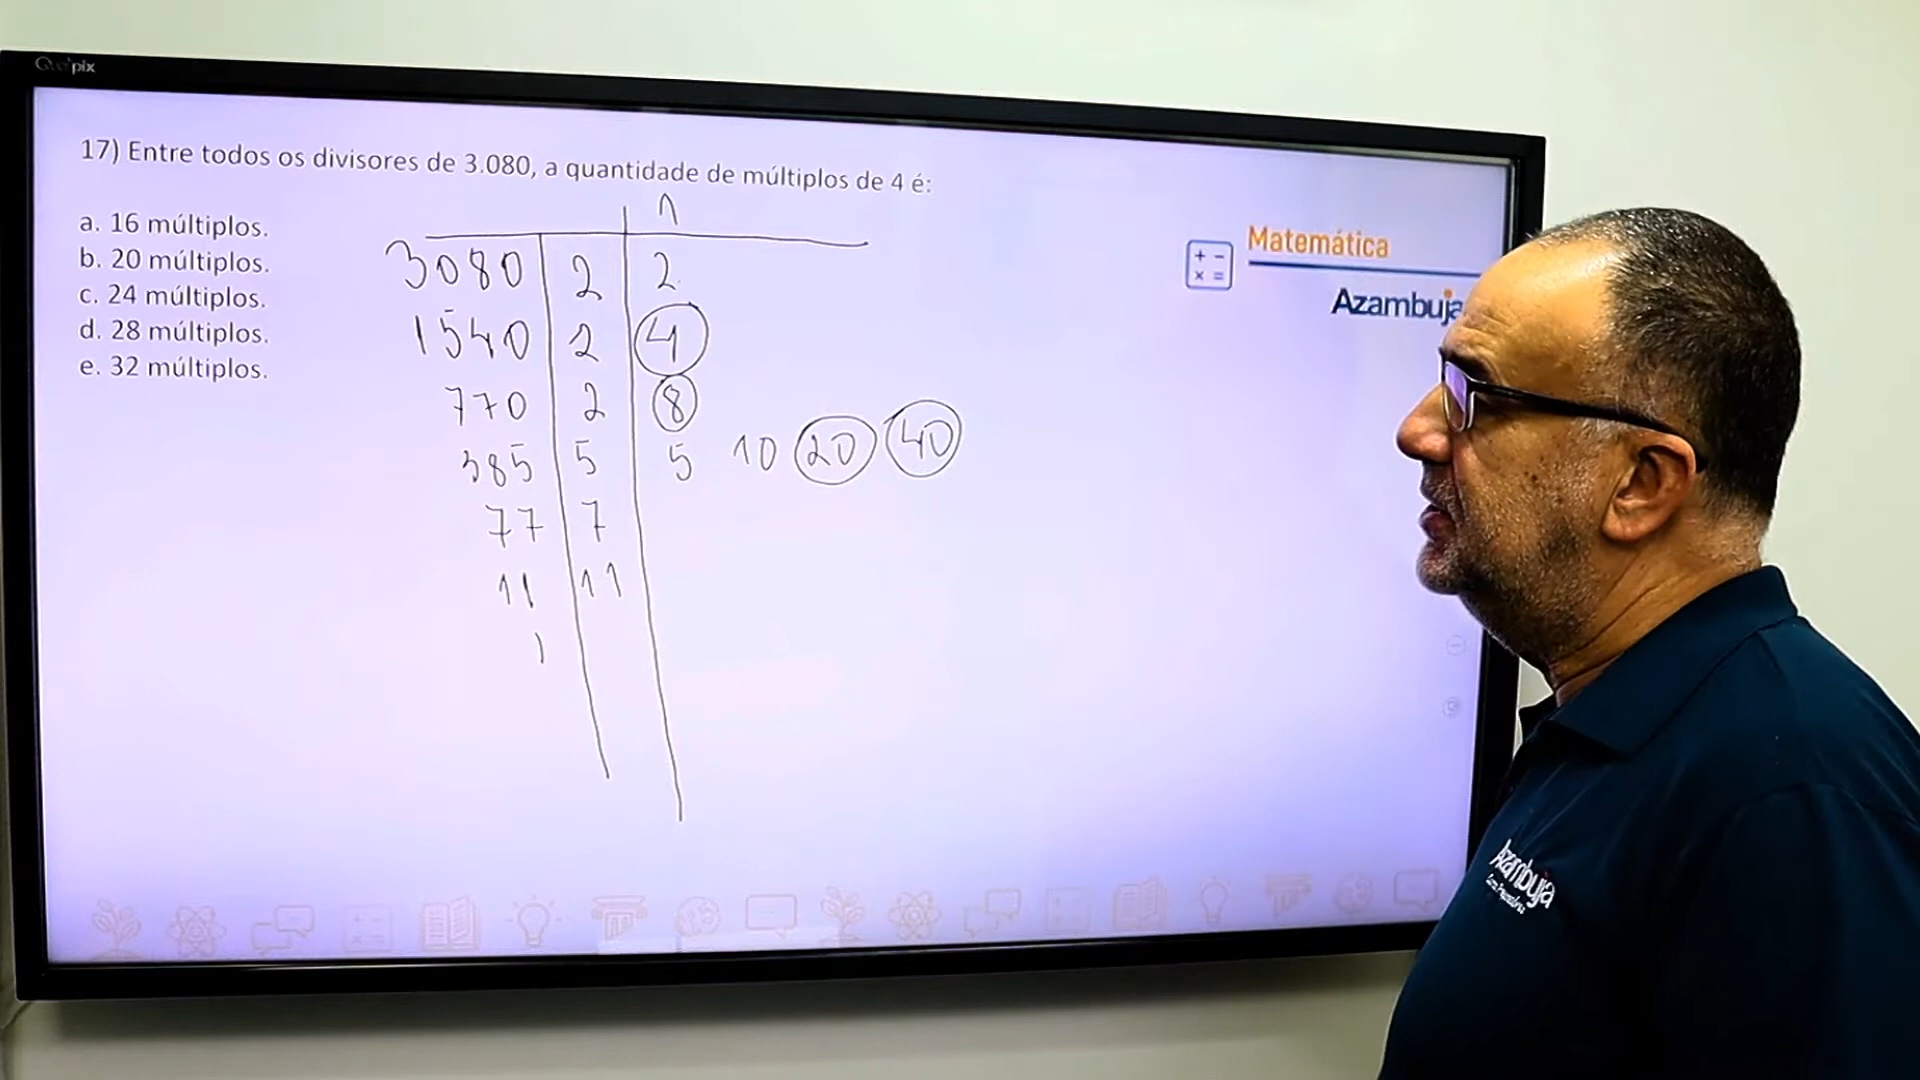 17) Entre todos os divisores de 3.080, a quantidade de múltiplos de 4 é:
a. 16 múltiplos.
b. 20 múltiplos.
c. 24 múltiplos.
d. 28 múltiplos.
e. 32 múltiplos.
1
3080 2 2
1540 2 4
770 2 8
385 5 5 10 20 40
77 7
11 11
1
Matemática
+ -
x =
Azambuja
Azambuja